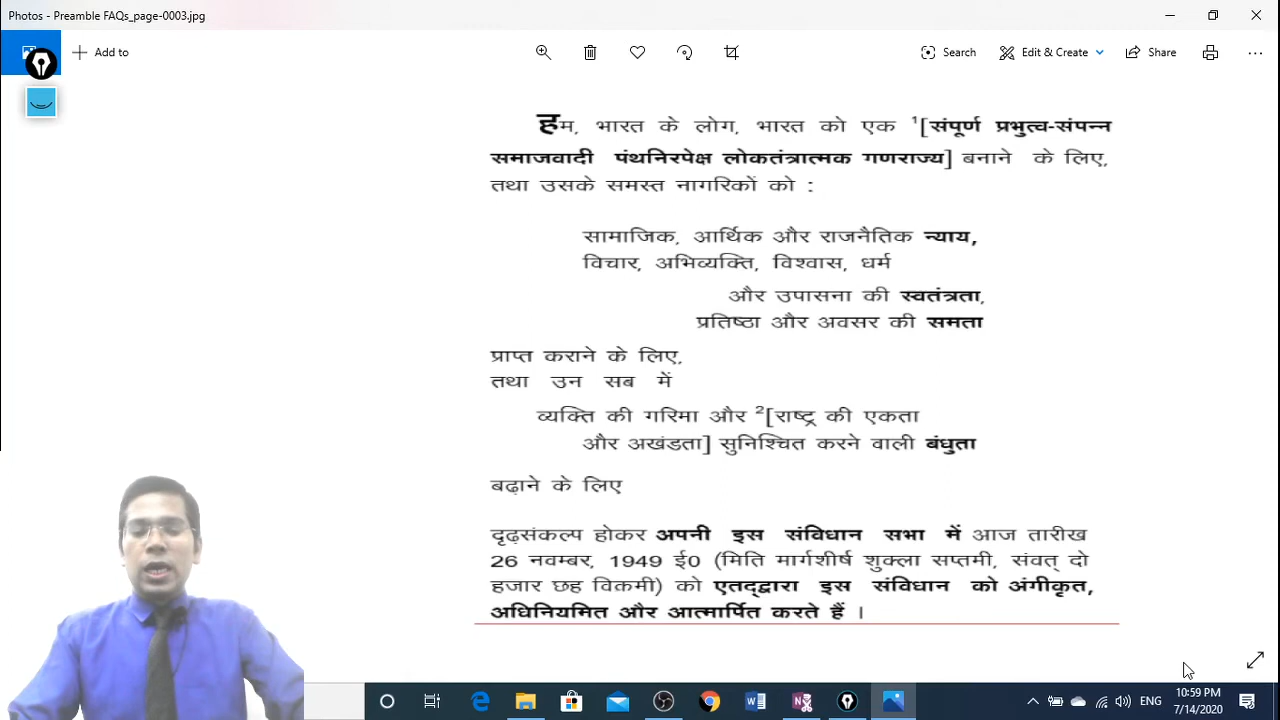 Photos - Preamble FAQs_page-0003.jpg
Add to
Search
Edit & Create
Share
हम, भारत के लोग, भारत को एक ¹[संपूर्ण प्रभुत्व-संपन्न
समाजवादी पंथनिरपेक्ष लोकतंत्रात्मक गणराज्य] बनाने के लिए,
तथा उसके समस्त नागरिकों को :
सामाजिक, आर्थिक और राजनैतिक न्याय,
विचार, अभिव्यक्ति, विश्वास, धर्म
और उपासना की स्वतंत्रता,
प्रतिष्ठा और अवसर की समता
प्राप्त कराने के लिए,
तथा उन सब में
व्यक्ति की गरिमा और ²[राष्ट्र की एकता
और अखंडता] सुनिश्चित करने वाली बंधुता
बढ़ाने के लिए
दृढ़संकल्प होकर अपनी इस संविधान सभा में आज तारीख
26 नवम्बर, 1949 ई0 (मिति मार्गशीर्ष शुक्ला सप्तमी, संवत् दो
हजार छह विक्रमी) को एतद्द्वारा इस संविधान को अंगीकृत,
अधिनियमित और आत्मार्पित करते हैं ।
ENG
10:59 PM
7/14/2020